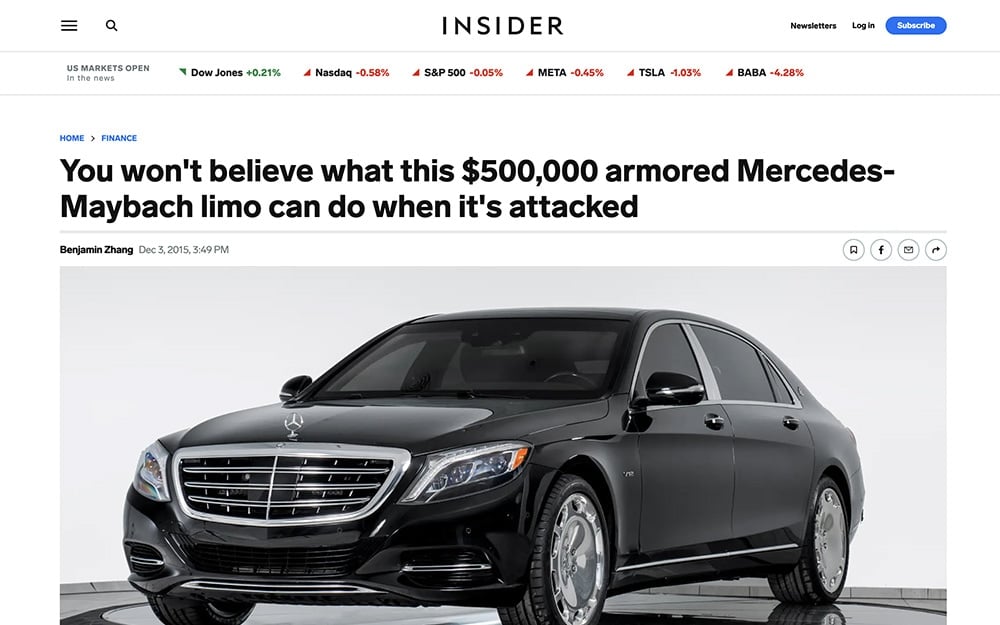 INSIDER
Newsletters Log in Subscribe
US MARKETS OPEN
In the news
Dow Jones +0.21% Nasdaq -0.58% S&P 500 -0.05% META -0.45% TSLA -1.03% BABA -4.28%
HOME > FINANCE
You won't believe what this $500,000 armored Mercedes-
Maybach limo can do when it's attacked
Benjamin Zhang Dec 3, 2015, 3:49 PM
V12